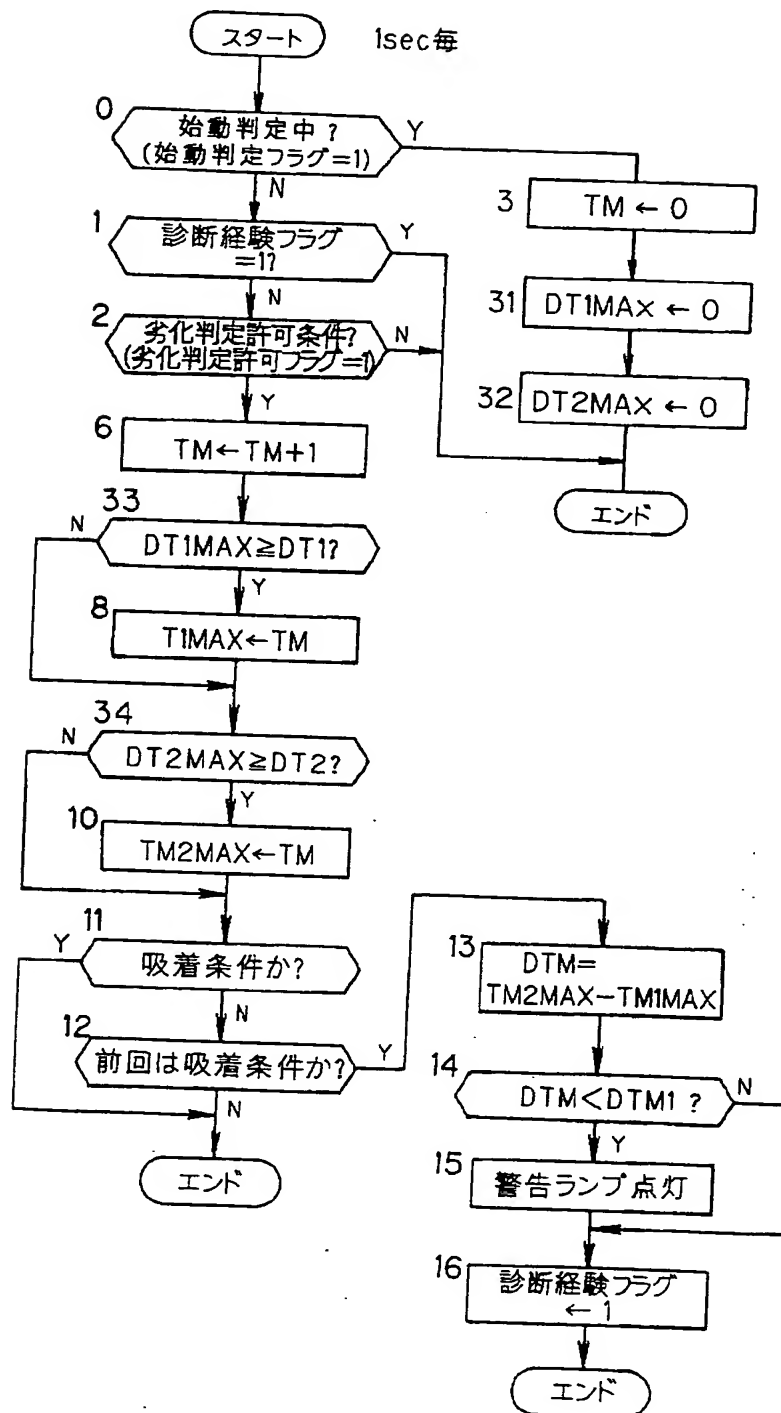 スタート
1sec毎
0
始動判定中?
(始動判定フラグ=1)
Y
N
1
診断経験フラグ
=1?
Y
N
2
劣化判定許可条件?
(劣化判定許可フラグ=1)
N
Y
3
TM ← 0
31
DT1MAX ← 0
32
DT2MAX ← 0
エンド
6
TM←TM+1
33
N
DT1MAX≧DT1?
Y
8
T1MAX←TM
34
N
DT2MAX≧DT2?
Y
10
TM2MAX←TM
11
Y
吸着条件か?
N
12
前回は吸着条件か?
Y
N
エンド
13
DTM=
TM2MAX-TM1MAX
14
DTM<DTM1 ?
N
Y
15
警告ランプ点灯
16
診断経験フラグ
← 1
エンド